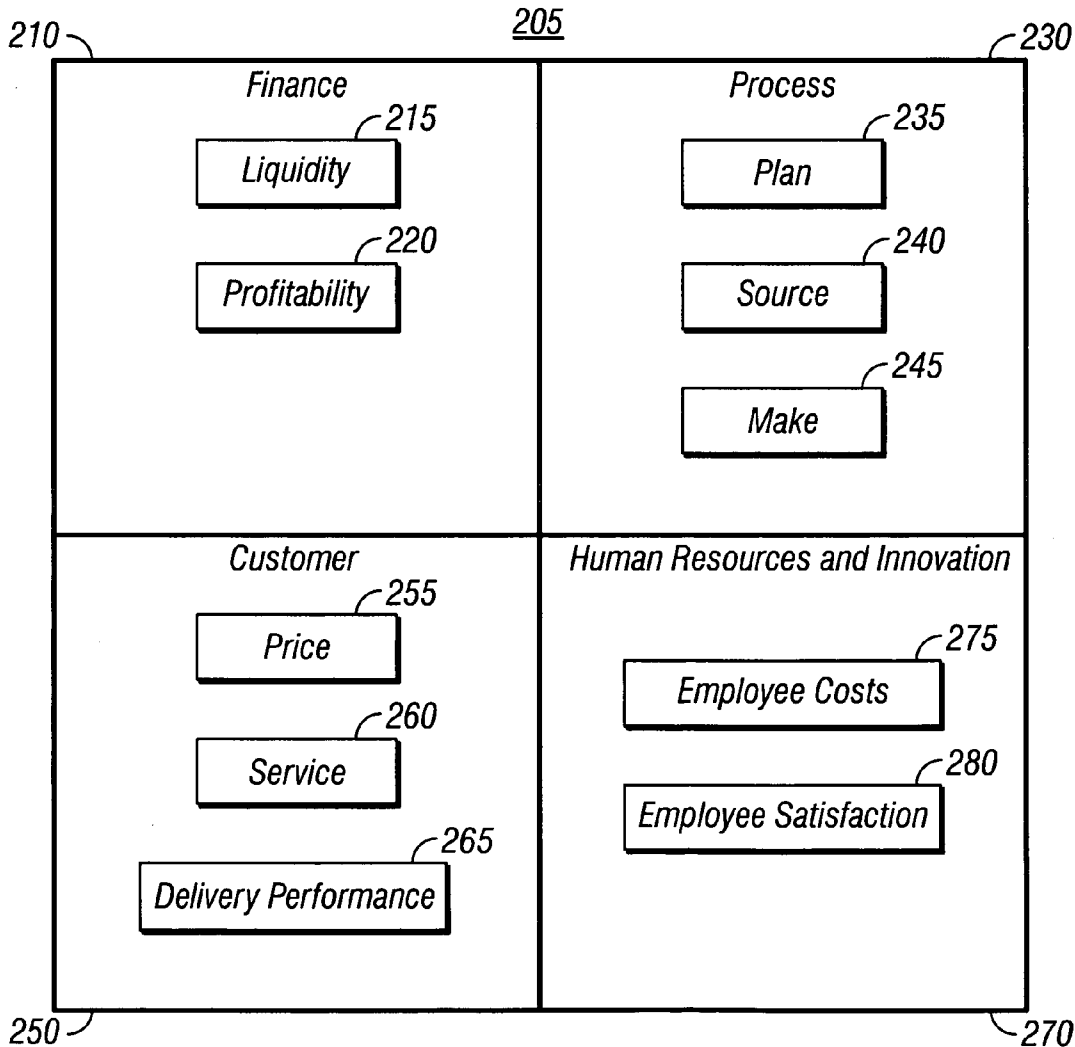 205
210
230
Finance
Process
215
Liquidity
235
Plan
220
Profitability
240
Source
245
Make
Customer
Human Resources and Innovation
255
Price
275
Employee Costs
260
Service
280
Employee Satisfaction
265
Delivery Performance
250
270